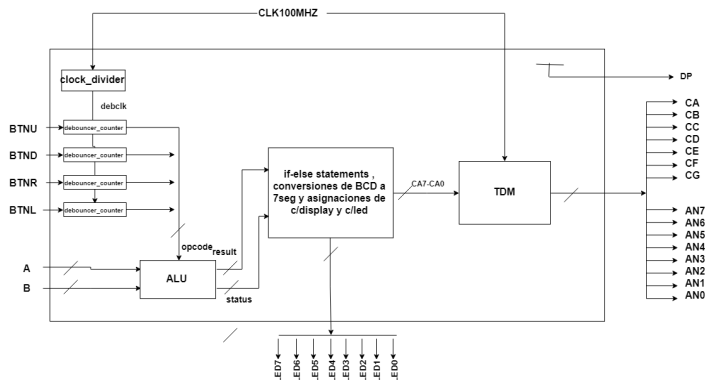 CLK100MHZ
clock_divider
debclk
BTNU
debouncer_counter
BTND
debouncer_counter
BTNR
debouncer_counter
BTNL
debouncer_counter
opcode
A
B
ALU
result
status
if-else statements ,
conversiones de BCD a
7seg y asignaciones de
c/display y c/led
CA7-CA0
TDM
DP
CA
CB
CC
CD
CE
CF
CG
AN7
AN6
AN5
AN4
AN3
AN2
AN1
AN0
LED7
LED6
LED5
LED4
LED3
LED2
LED1
LED0